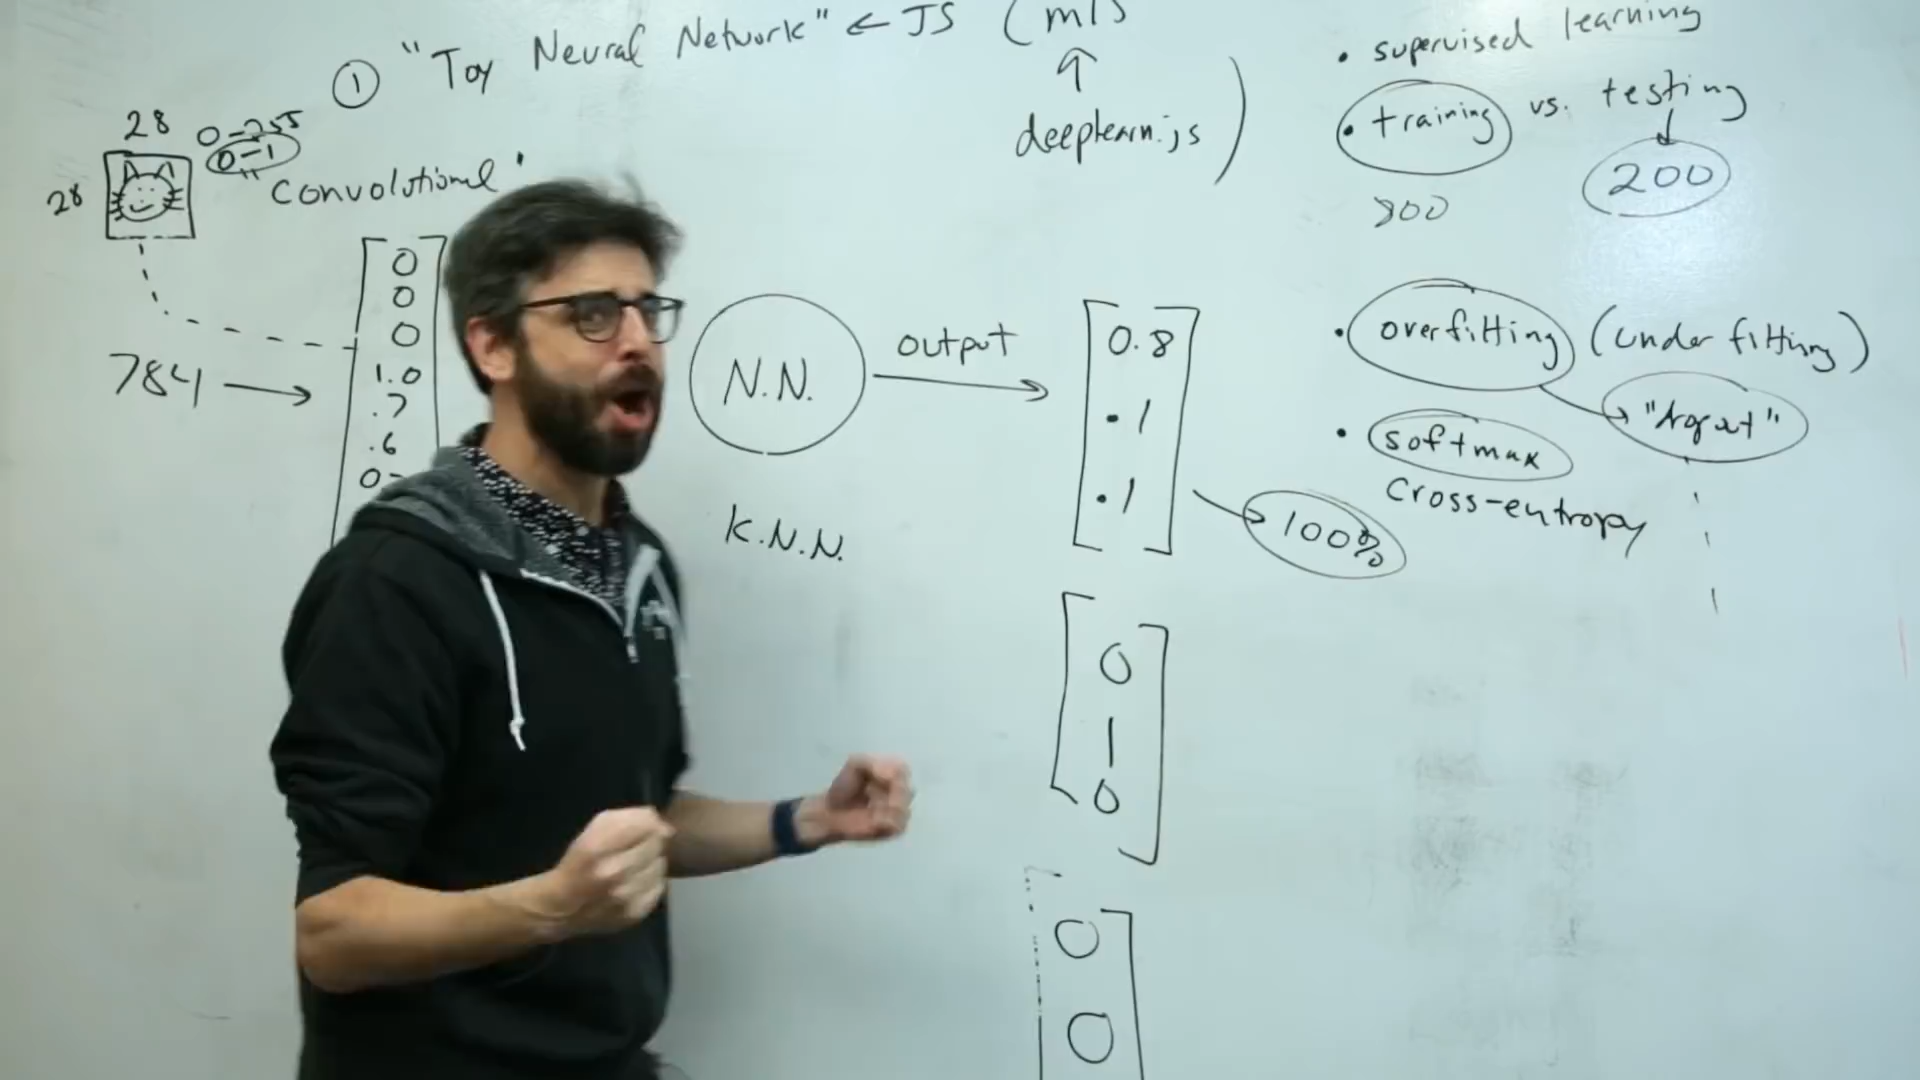 ① "Toy Neural Network" ← JS (ml5
deeplearn.js )
28
28
0-255
0-1
"Convolutional"
784 →
0
0
0
1.0
.7
.6
0
N.N.
K.N.N.
output
0.8
.1
.1
100%
0
1
0
0
0
• supervised learning
• training vs. testing
800
200
• overfitting (underfitting)
• softmax
cross-entropy